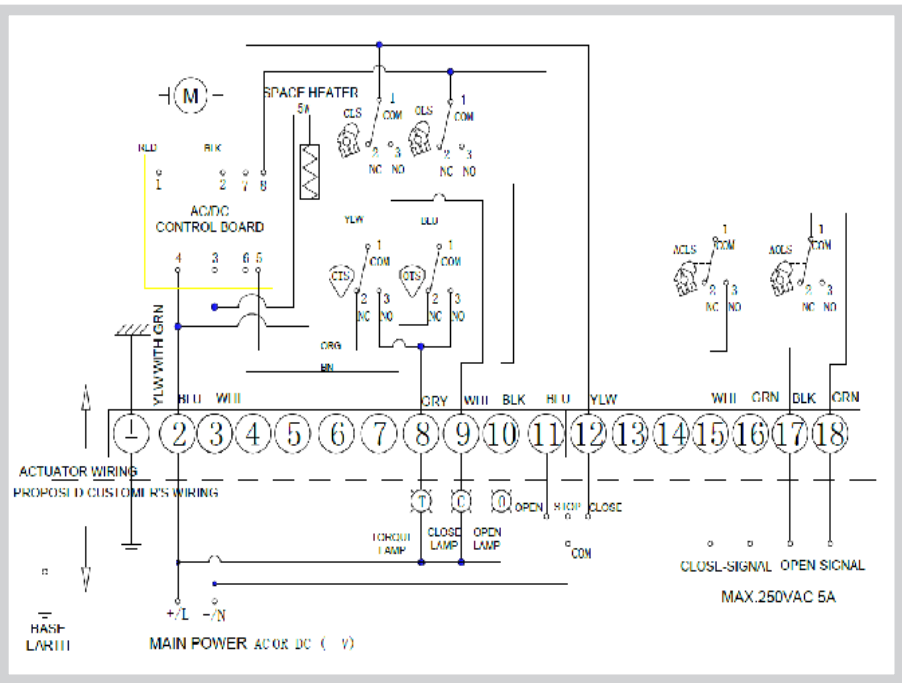 M
SPACE HEATER
5W
CLS
1
COM
OLS
1
COM
2
3
NC
NO
2
3
NC
NO
RED
BLK
1
2
7
8
AC/DC
CONTROL BOARD
4
3
6
5
YLW
BLU
CTS
1
COM
2
3
NC
NO
OTS
1
COM
2
3
NC
NO
ACLS
1
COM
2
3
NC
NO
AOLS
1
COM
2
3
NC
NO
YLW WITH GRN
ORG
BN
BLU
WHI
GRY
WHI
BLK
BLU
YLW
WHI
GRN
BLK
GRN
1
2
3
4
5
6
7
8
9
10
11
12
13
14
15
16
17
18
ACTUATOR WIRING
PROPOSED CUSTOMER'S WIRING
T
C
O
OPEN
STOP
CLOSE
TORQUE
LAMP
CLOSE
LAMP
OPEN
LAMP
COM
CLOSE-SIGNAL
OPEN SIGNAL
MAX.250VAC 5A
BASE
EARTH
+/L
-/N
MAIN POWER AC OR DC ( V)